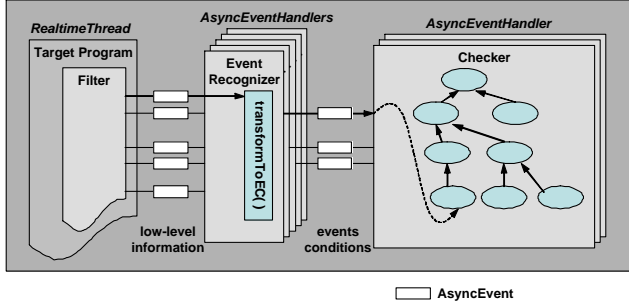 RealtimeThread
AsyncEventHandlers
AsyncEventHandler
Target Program
Filter
Event
Recognizer
transformToEC( )
Checker
low-level
information
events
conditions
AsyncEvent